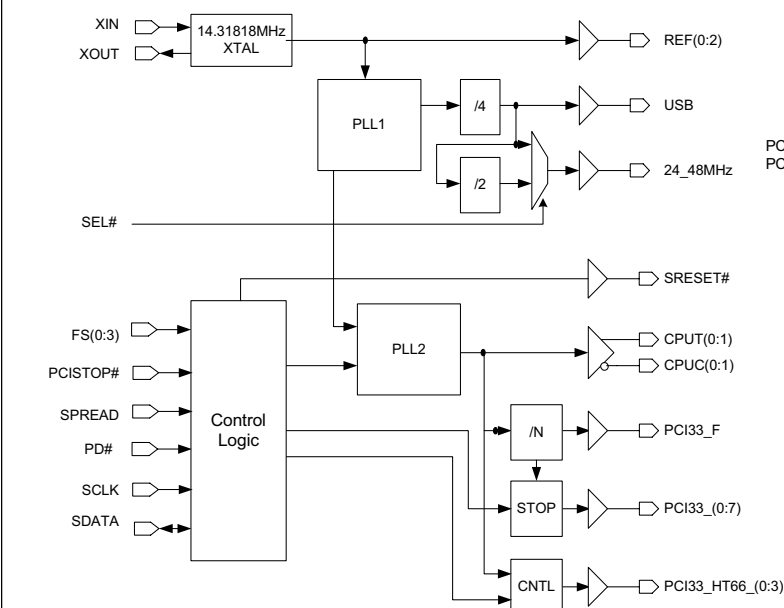 XIN
XOUT
14.31818MHz
XTAL
REF(0:2)
PLL1
/4
USB
/2
24_48MHz
PC
PC
SEL#
SRESET#
FS(0:3)
PCISTOP#
SPREAD
PD#
SCLK
SDATA
Control
Logic
PLL2
CPUT(0:1)
CPUC(0:1)
/N
PCI33_F
STOP
PCI33_(0:7)
CNTL
PCI33_HT66_(0:3)